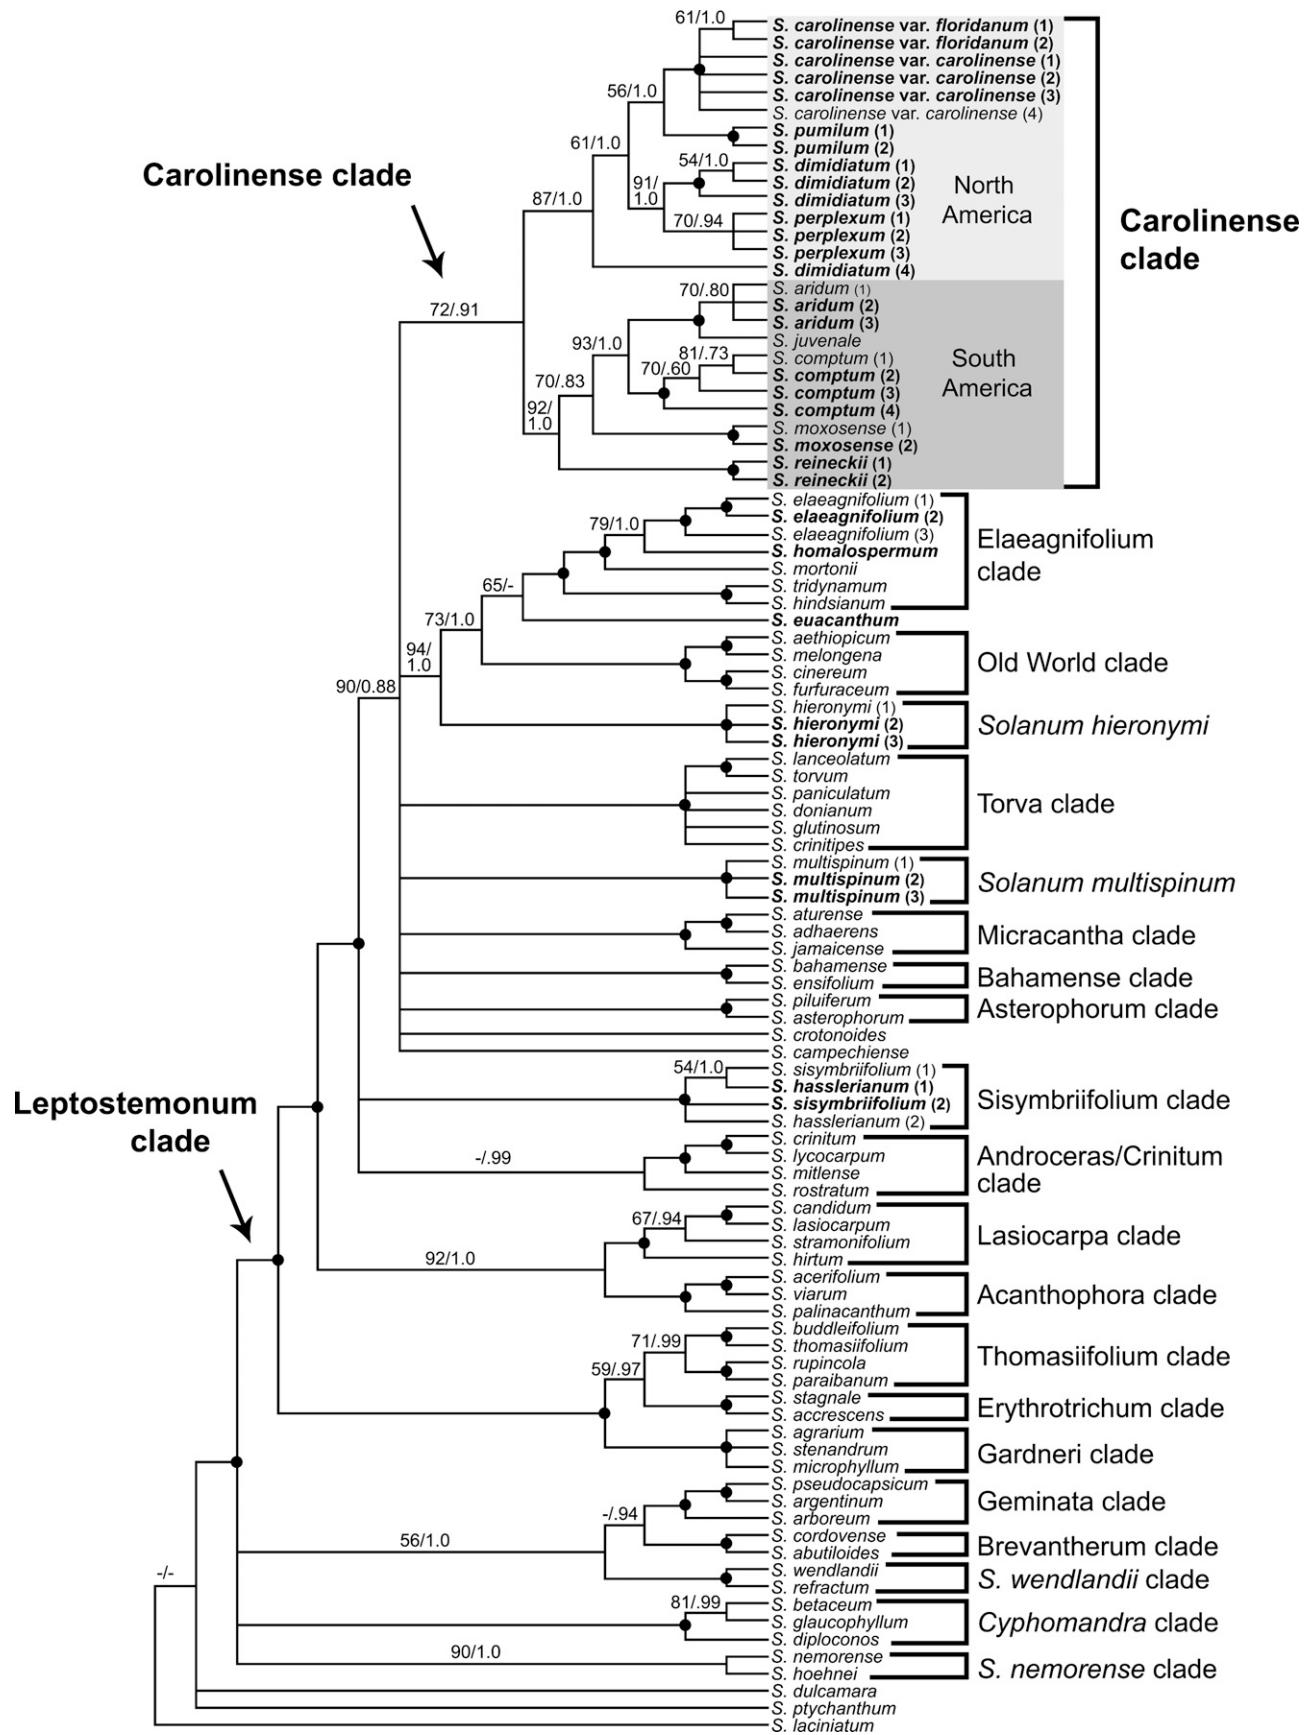 61/1.0
S. carolinense var. floridanum (1)
S. carolinense var. floridanum (2)
S. carolinense var. carolinense (1)
S. carolinense var. carolinense (2)
S. carolinense var. carolinense (3)
S. carolinense var. carolinense (4)
56/1.0
S. pumilum (1)
S. pumilum (2)
61/1.0
54/1.0
S. dimidiatum (1)
S. dimidiatum (2)
S. dimidiatum (3)
91/
1.0
North
America
Carolinense clade
87/1.0
70/.94
S. perplexum (1)
S. perplexum (2)
S. perplexum (3)
S. dimidiatum (4)
Carolinense
clade
72/.91
70/.80
S. aridum (1)
S. aridum (2)
S. aridum (3)
S. juvenale
93/1.0
81/.73
70/.60
S. comptum (1)
S. comptum (2)
S. comptum (3)
S. comptum (4)
South
America
70/.83
92/
1.0
S. moxosense (1)
S. moxosense (2)
S. reineckii (1)
S. reineckii (2)
S. elaeagnifolium (1)
S. elaeagnifolium (2)
79/1.0
S. elaeagnifolium (3)
S. homalospermum
S. mortonii
S. tridynamum
S. hindsianum
Elaeagnifolium
clade
65/-
S. euacanthum
73/1.0
S. aethiopicum
S. melongena
S. cinereum
S. furfuraceum
Old World clade
94/
1.0
90/0.88
S. hieronymi (1)
S. hieronymi (2)
S. hieronymi (3)
Solanum hieronymi
S. lanceolatum
S. torvum
S. paniculatum
S. donianum
S. glutinosum
S. crinitipes
Torva clade
S. multispinum (1)
S. multispinum (2)
S. multispinum (3)
Solanum multispinum
S. aturense
S. adhaerens
S. jamaicense
Micracantha clade
S. bahamense
S. ensifolium
Bahamense clade
S. piluiferum
S. asterophorum
Asterophorum clade
S. crotonoides
S. campechiense
54/1.0
S. sisymbriifolium (1)
S. hasslerianum (1)
S. sisymbriifolium (2)
S. hasslerianum (2)
Sisymbriifolium clade
Leptostemonum
clade
-/.99
S. crinitum
S. lycocarpum
S. mitlense
S. rostratum
Androceras/Crinitum
clade
67/.94
S. candidum
S. lasiocarpum
S. stramonifolium
S. hirtum
Lasiocarpa clade
92/1.0
S. acerifolium
S. viarum
S. palinacanthum
Acanthophora clade
71/.99
S. buddleifolium
S. thomasiifolium
S. rupincola
S. paraibanum
Thomasiifolium clade
59/.97
S. stagnale
S. accrescens
Erythrotrichum clade
S. agrarium
S. stenandrum
S. microphyllum
Gardneri clade
S. pseudocapsicum
S. argentinum
S. arboreum
Geminata clade
-/.94
56/1.0
S. cordovense
S. abutiloides
Brevantherum clade
S. wendlandii
S. refractum
S. wendlandii clade
-/-
81/.99
S. betaceum
S. glaucophyllum
S. diploconos
Cyphomandra clade
90/1.0
S. nemorense
S. hoehnei
S. nemorense clade
S. dulcamara
S. ptychanthum
S. laciniatum